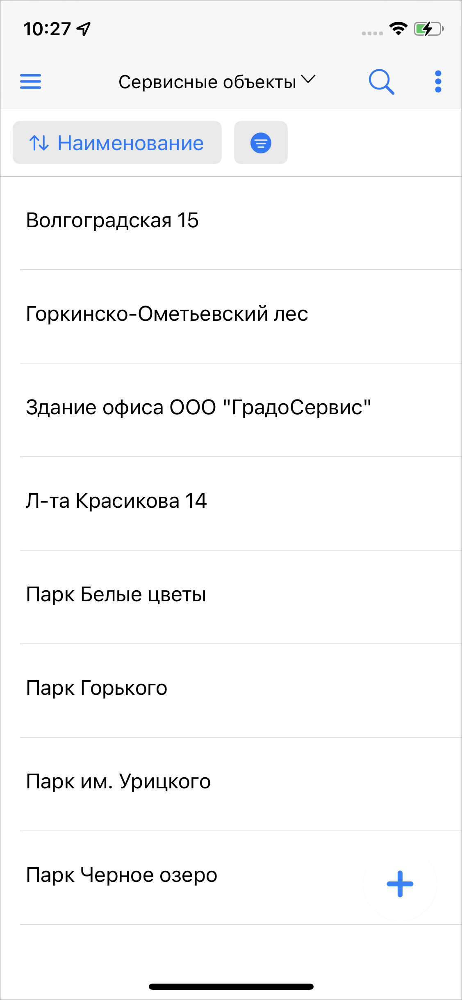 10:27
Сервисные объекты
Наименование
Волгоградская 15
Горкинско-Ометьевский лес
Здание офиса ООО "ГрадоСервис"
Л-та Красикова 14
Парк Белые цветы
Парк Горького
Парк им. Урицкого
Парк Черное озеро